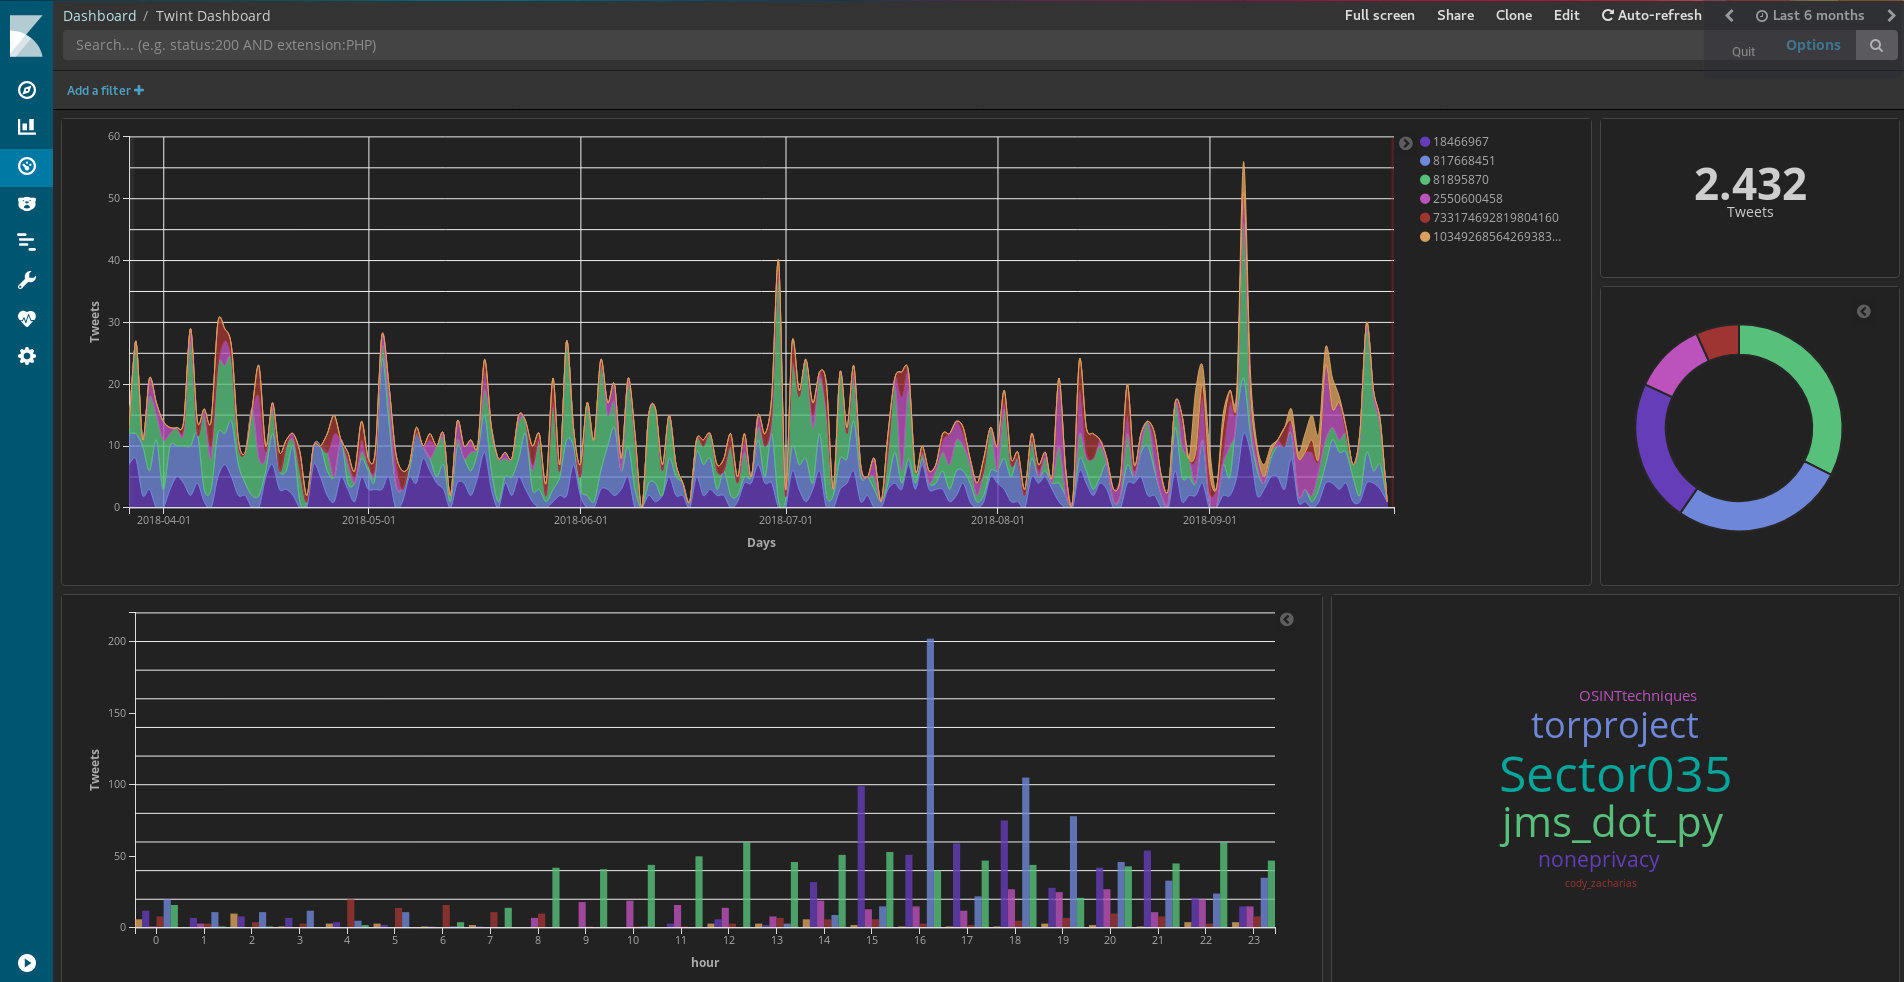 Dashboard / Twint Dashboard
Full screen Share Clone Edit Auto-refresh Last 6 months
Search... (e.g. status:200 AND extension:PHP)
Quit Options
Add a filter
60
50
40
30
20
10
0
Tweets
2018-04-01 2018-05-01 2018-06-01 2018-07-01 2018-08-01 2018-09-01
Days
18466967
817668451
81895870
2550600458
733174692819804160
10349268564269383...
2.432
Tweets
200
150
100
50
0
Tweets
0 1 2 3 4 5 6 7 8 9 10 11 12 13 14 15 16 17 18 19 20 21 22 23
hour
OSINTtechniques
torproject
Sector035
jms_dot_py
noneprivacy
cody_zacharias